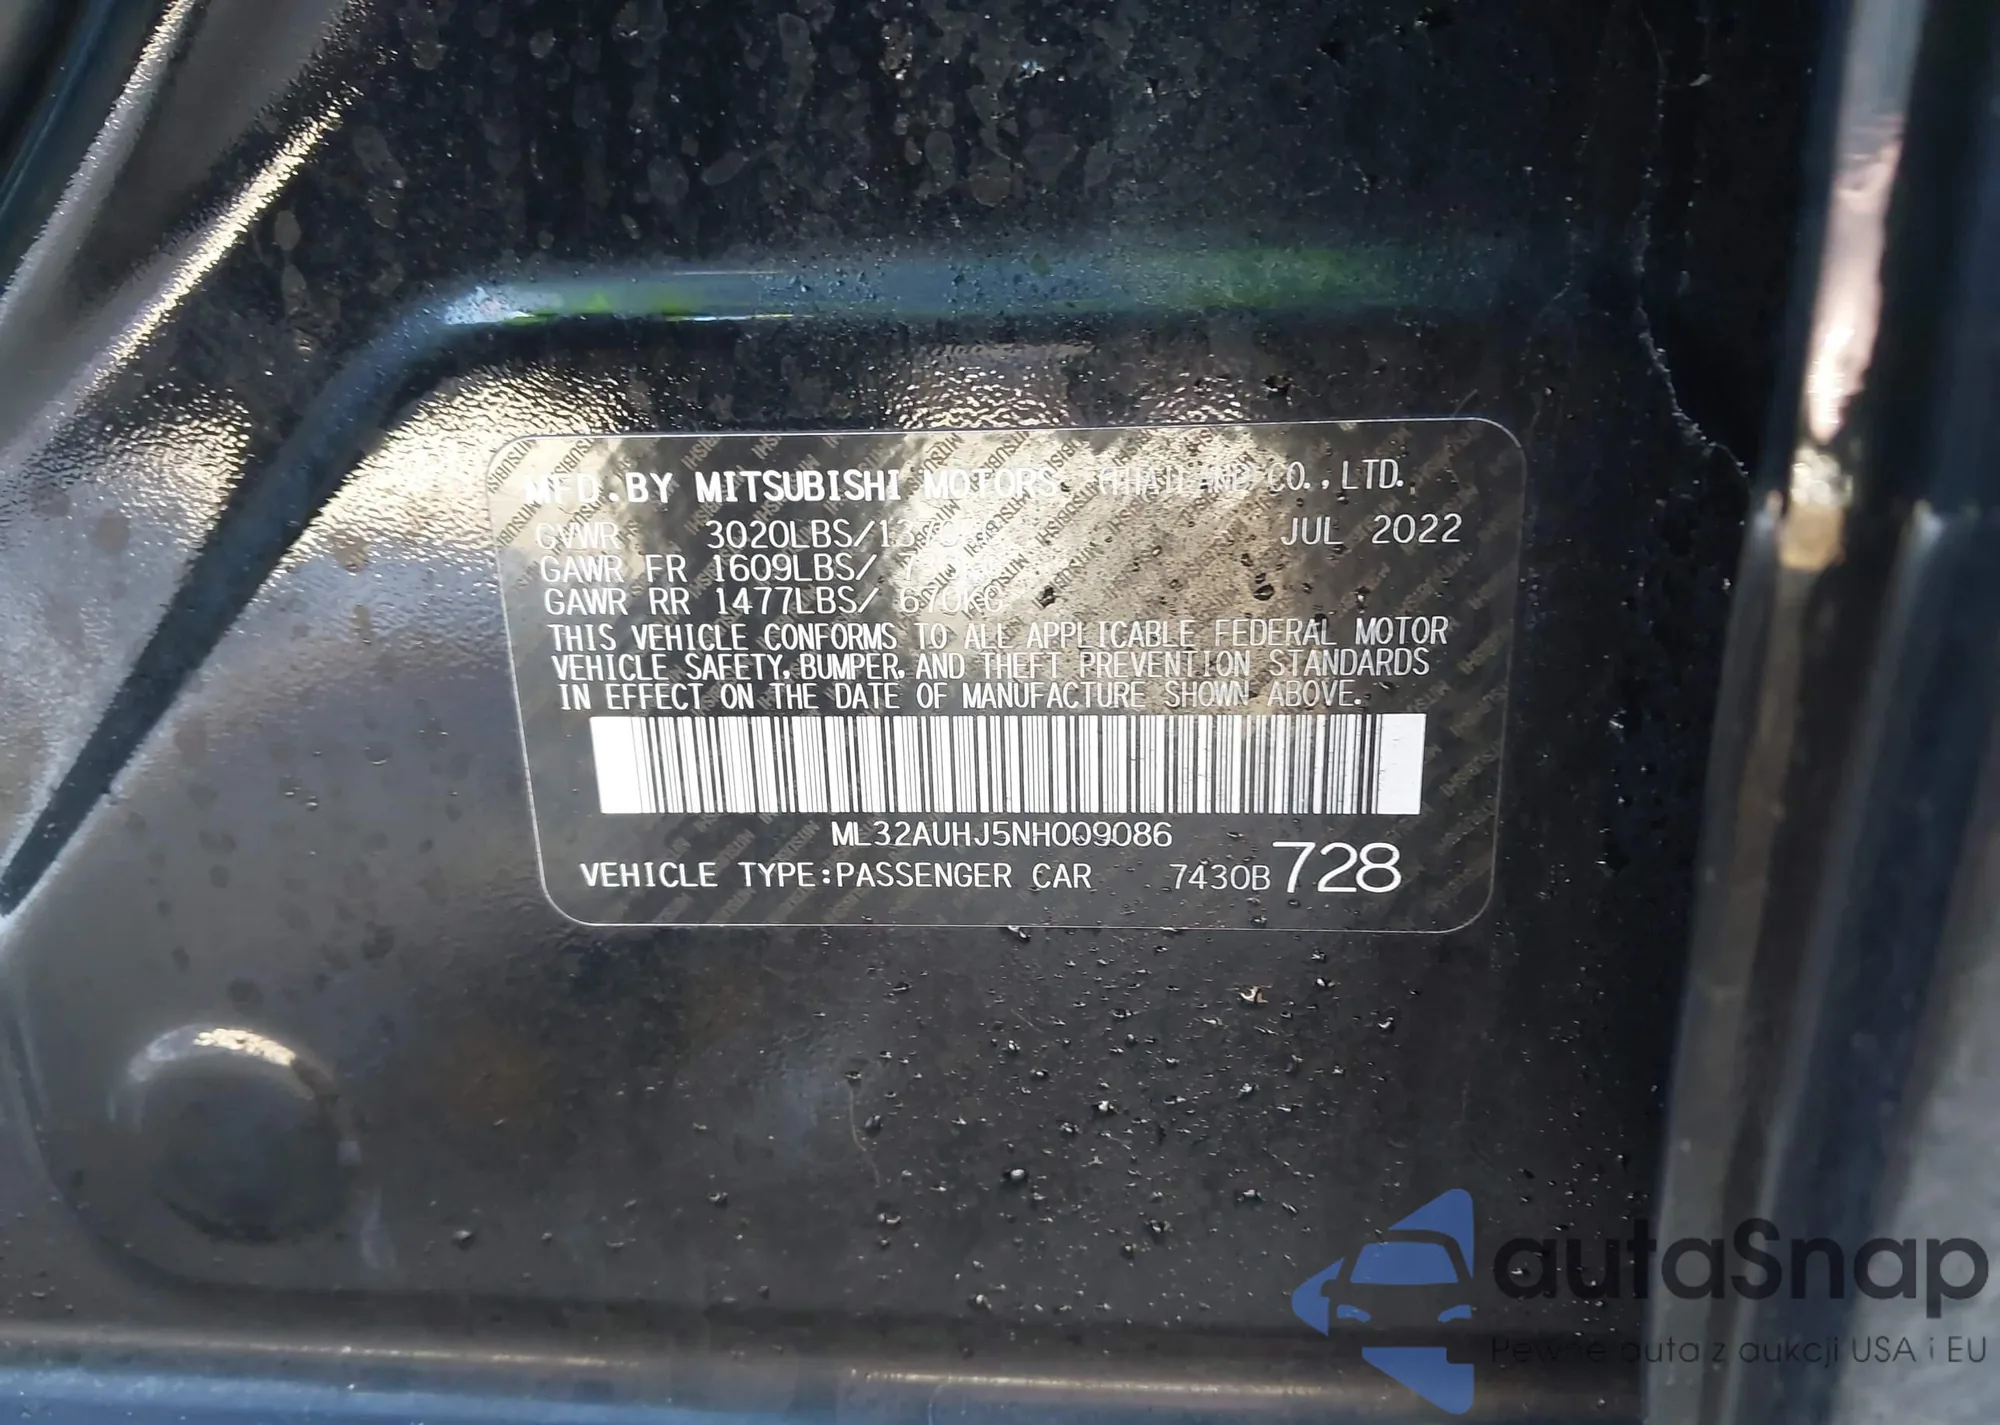 MFD.BY MITSUBISHI MOTORS (THAILAND) CO.,LTD.
GVWR 3020LBS/ JUL 2022
GAWR FR 1609LBS/
GAWR RR 1477LBS/ 670KG
THIS VEHICLE CONFORMS TO ALL APPLICABLE FEDERAL MOTOR
VEHICLE SAFETY, BUMPER, AND THEFT PREVENTION STANDARDS
IN EFFECT ON THE DATE OF MANUFACTURE SHOWN ABOVE.
ML32AUHJ5NH009086
VEHICLE TYPE:PASSENGER CAR 7430B 728
autaSnap
Pewne auta z aukcji USA i EU